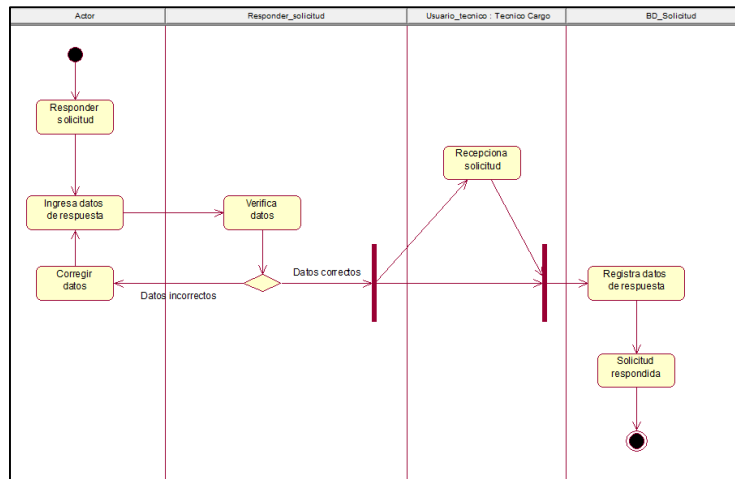 Actor
Responder_solicitud
Usuario_tecnico : Tecnico Cargo
BD_Solicitud
Responder
solicitud
Recepciona
solicitud
Ingresa datos
de respuesta
Verifica
datos
Corregir
datos
Datos incorrectos
Datos correctos
Registra datos
de respuesta
Solicitud
respondida